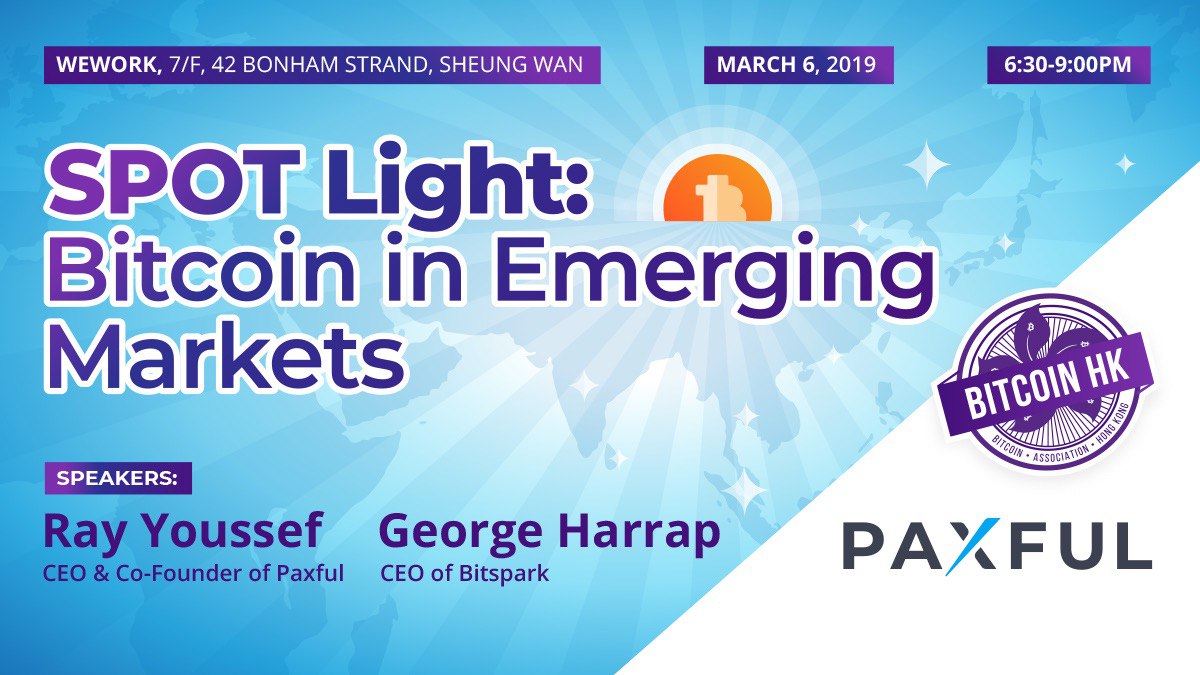 WEWORK, 7/F, 42 BONHAM STRAND, SHEUNG WAN
MARCH 6, 2019
6:30-9:00PM
SPOT Light:
Bitcoin in Emerging
Markets
BITCOIN HK
BITCOIN • ASSOCIATION • HONG KONG
SPEAKERS:
Ray Youssef
CEO & Co-Founder of Paxful
George Harrap
CEO of Bitspark
PAXFUL